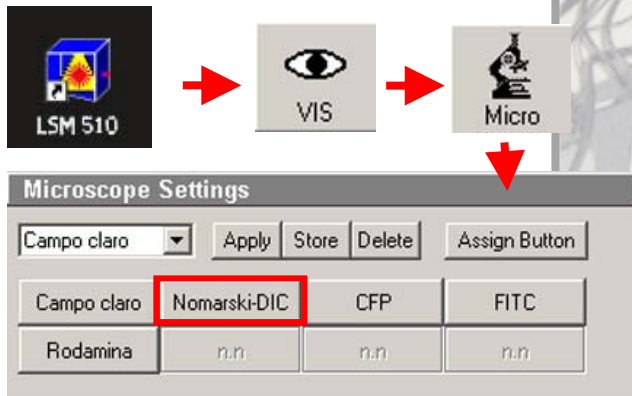 LSM 510
VIS
Micro
Microscope Settings
Campo claro Apply Store Delete Assign Button
Campo claro Nomarski-DIC CFP FITC
Rodamina n.n n.n n.n